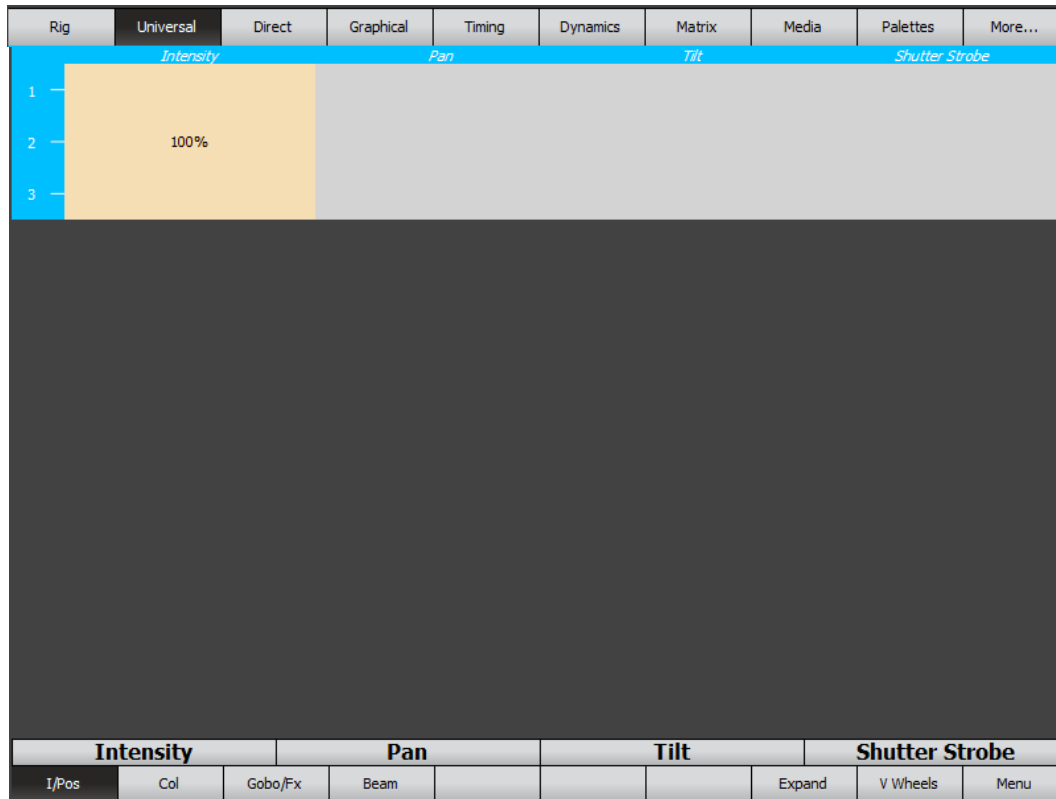 Rig Universal Direct Graphical Timing Dynamics Matrix Media Palettes More...
Intensity Pan Tilt Shutter Strobe
1
2 100%
3
Intensity Pan Tilt Shutter Strobe
I/Pos Col Gobo/Fx Beam Expand V Wheels Menu